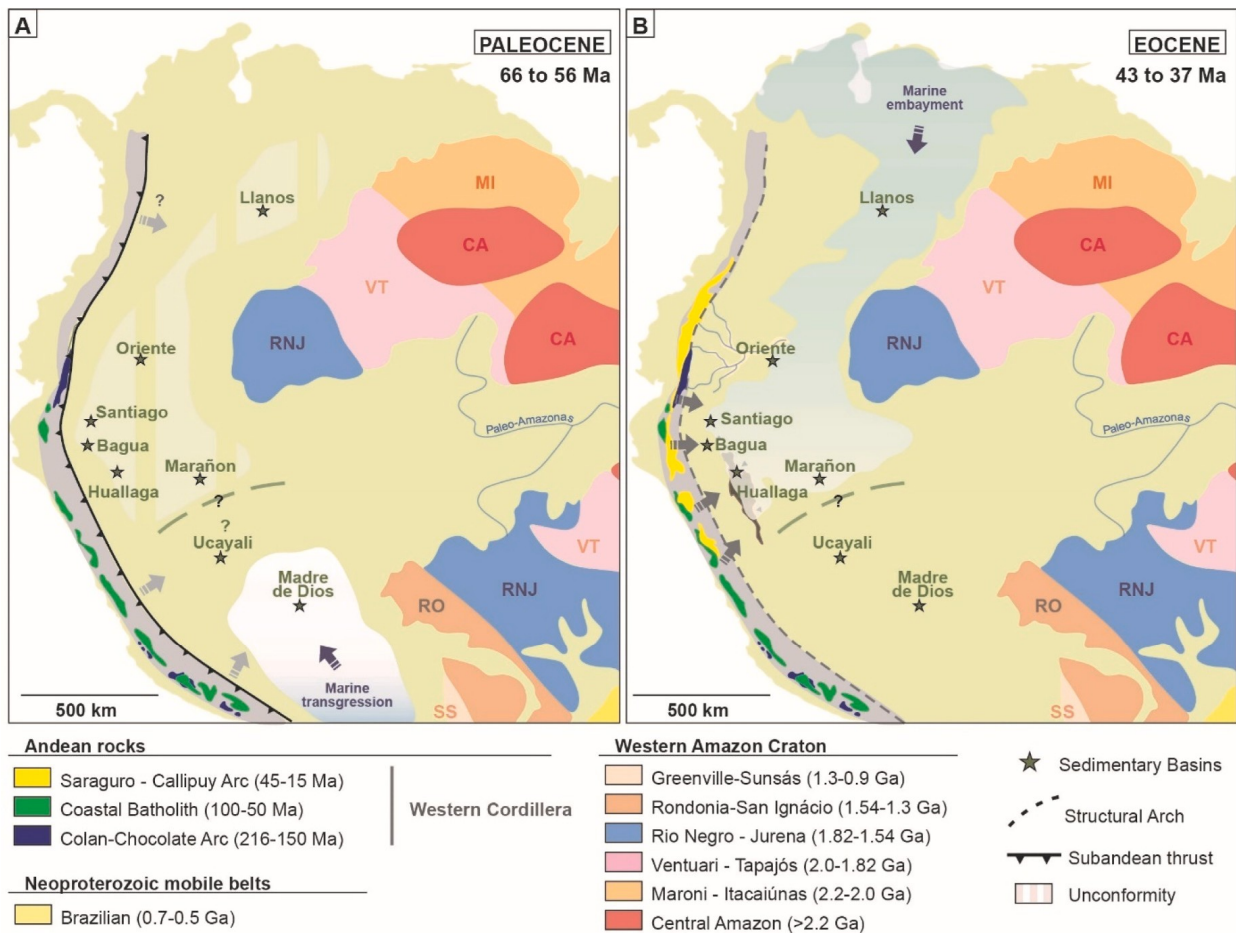 A
PALEOCENE
66 to 56 Ma
?
Llanos
MI
CA
VT
CA
RNJ
Oriente
Santiago
Bagua
Huallaga
Marañon
?
?
Ucayali
Paleo-Amazonas
Madre
de Dios
VT
RNJ
RO
SS
Marine
transgression
500 km
B
EOCENE
43 to 37 Ma
Marine
embayment
Llanos
MI
CA
VT
CA
RNJ
Oriente
Santiago
Bagua
Huallaga
Marañon
?
Ucayali
Paleo-Amazonas
Madre
de Dios
VT
RNJ
RO
SS
500 km
Andean rocks
Saraguro - Callipuy Arc (45-15 Ma)
Coastal Batholith (100-50 Ma)
Colan-Chocolate Arc (216-150 Ma)
Western Cordillera
Neoproterozoic mobile belts
Brazilian (0.7-0.5 Ga)
Western Amazon Craton
Greenville-Sunsás (1.3-0.9 Ga)
Rondonia-San Ignácio (1.54-1.3 Ga)
Rio Negro - Jurena (1.82-1.54 Ga)
Ventuari - Tapajós (2.0-1.82 Ga)
Maroni - Itacaiúnas (2.2-2.0 Ga)
Central Amazon (>2.2 Ga)
Sedimentary Basins
Structural Arch
Subandean thrust
Unconformity